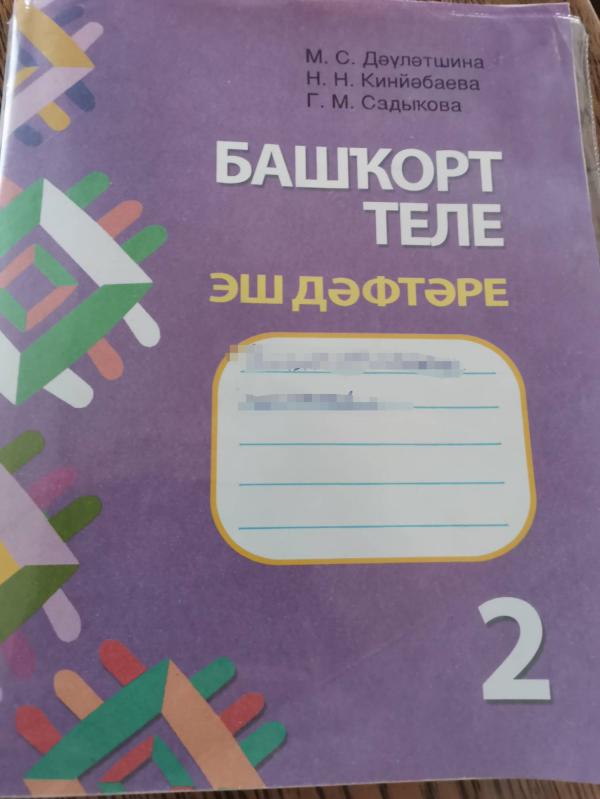 М. С. Дәүләтшина
Н. Н. Кинйәбаева
Г. М. Садыкова
БАШҠОРТ
ТЕЛЕ
ЭШ ДӘФТӘРЕ
2